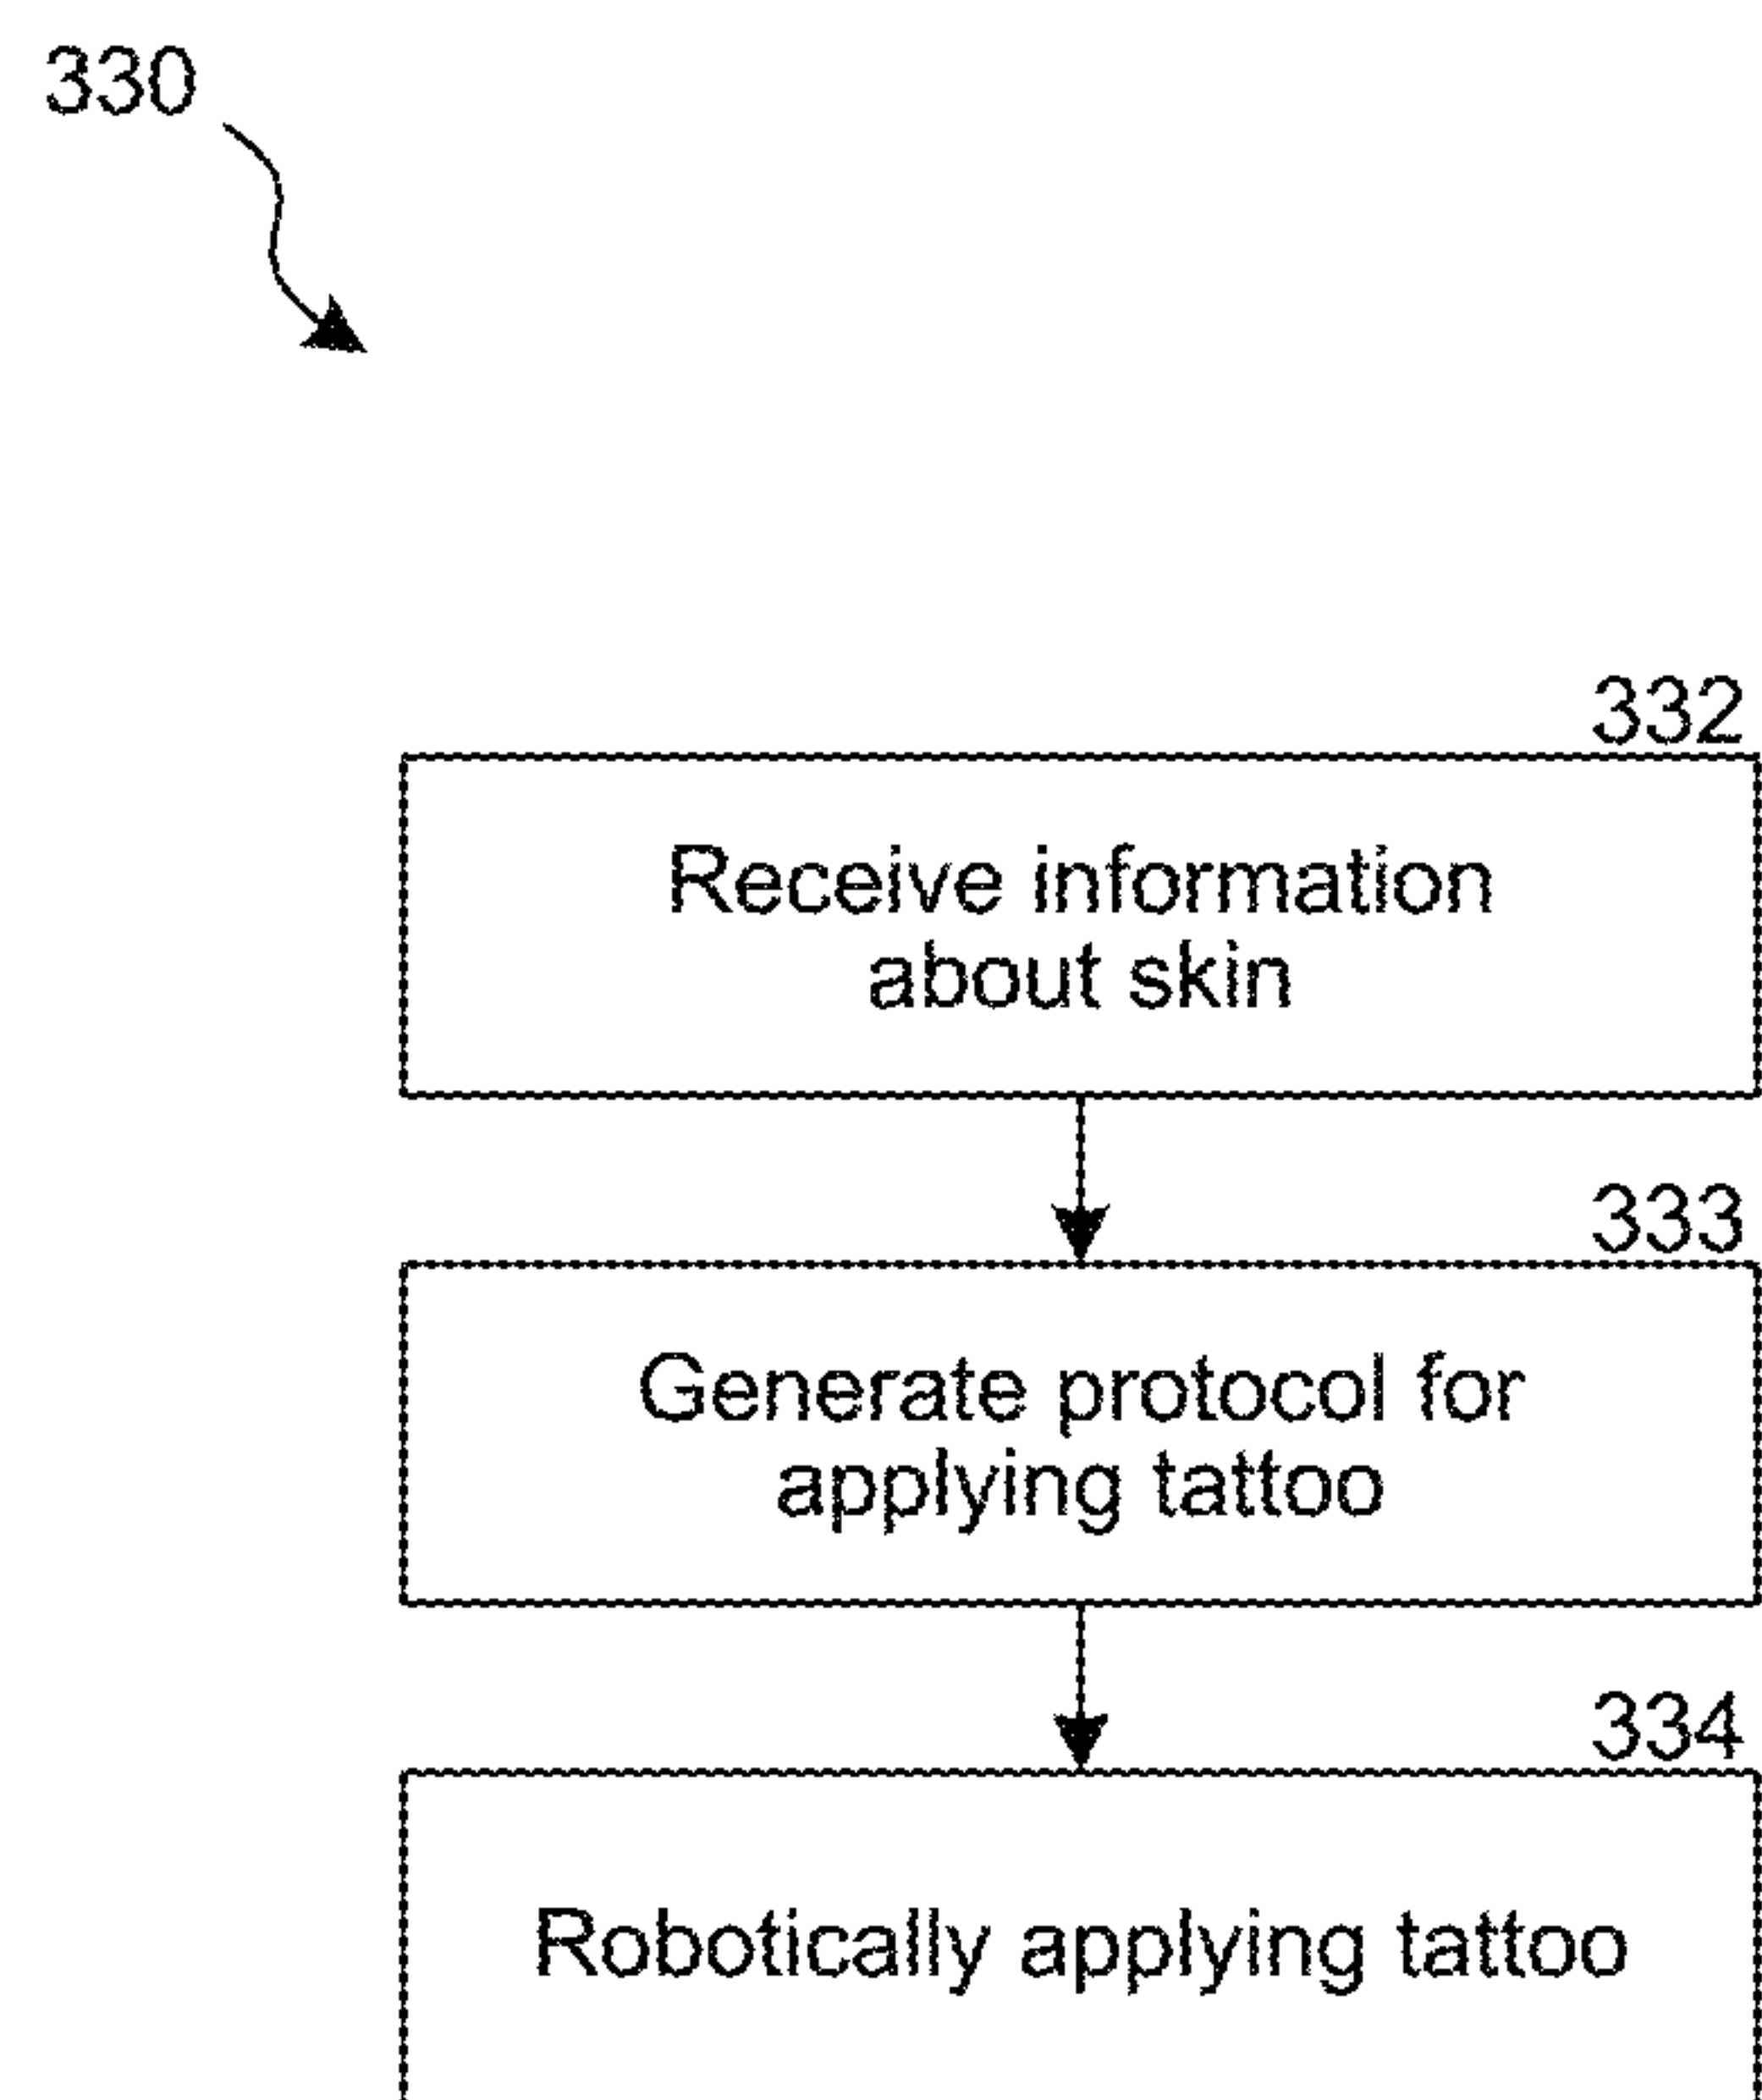 330
332
Receive information
about skin
333
Generate protocol for
applying tattoo
334
Robotically applying tattoo